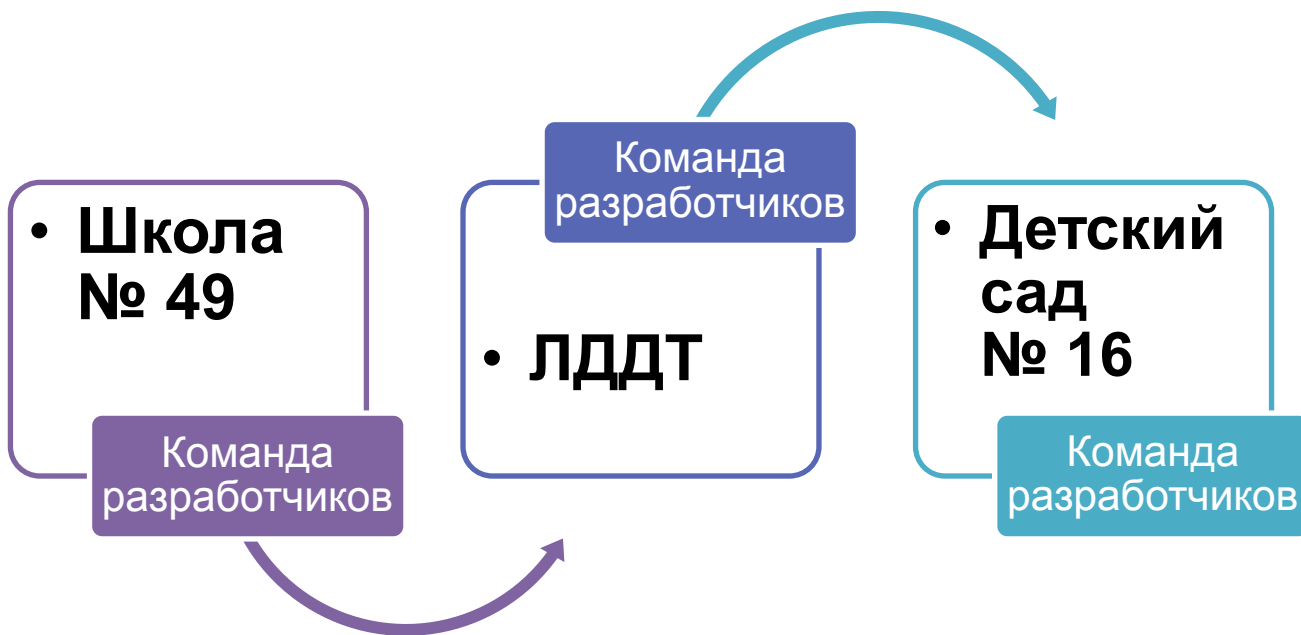 • Школа
№ 49
Команда
разработчиков
Команда
разработчиков
• ЛДДТ
• Детский
сад
№ 16
Команда
разработчиков